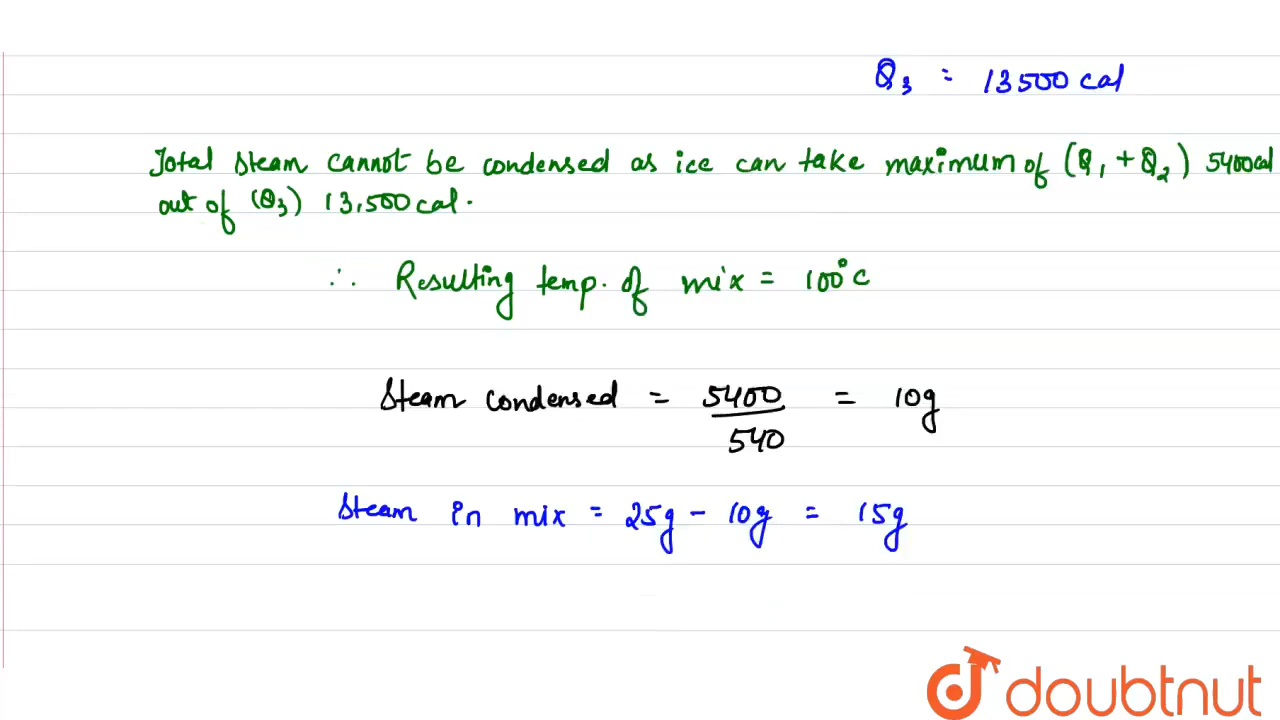 Q₃ = 13500 cal
Total steam cannot be condensed as ice can take maximum of (Q₁ + Q₂) 5400cal
out of (Q₃) 13,500 cal.
∴ Resulting temp. of mix = 100°C
Steam condensed = 5400/540 = 10g
Steam in mix = 25g - 10g = 15g
doubtnut